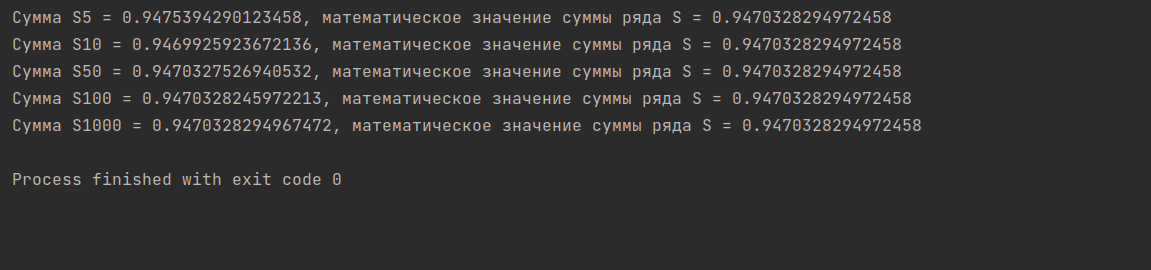 Сумма S5 = 0.9475394290123458, математическое значение суммы ряда S = 0.9470328294972458
Сумма S10 = 0.9469925923672136, математическое значение суммы ряда S = 0.9470328294972458
Сумма S50 = 0.9470327526940532, математическое значение суммы ряда S = 0.9470328294972458
Сумма S100 = 0.9470328245972213, математическое значение суммы ряда S = 0.9470328294972458
Сумма S1000 = 0.9470328294967472, математическое значение суммы ряда S = 0.9470328294972458
Process finished with exit code 0